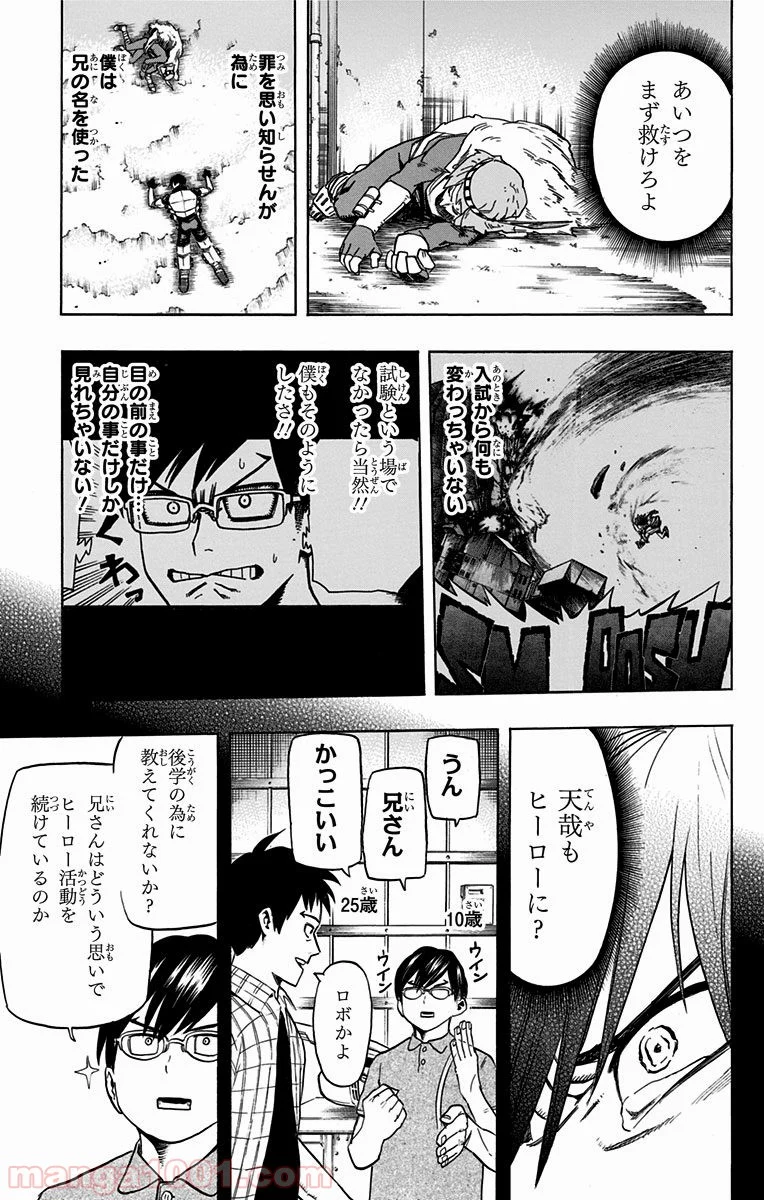 あいつを
まず救けろよ
罪を思い知らせんが
為に
僕は
兄の名を使った
入試から何も
変わっちゃいない
SMOOSH
試験という場で
なかったら当然!!
僕もそのように
したさ!!
目の前の事だけ…
自分の事だけしか
見れちゃいない!
くわっ
天哉も
ヒーローに?
うん
兄さん
かっこいい
10歳
25歳
ウイン
ウイン
ロボかよ
後学の為に
教えてくれないか?
兄さんはどういう思いで
ヒーロー活動を
続けているのか
manga1001.com